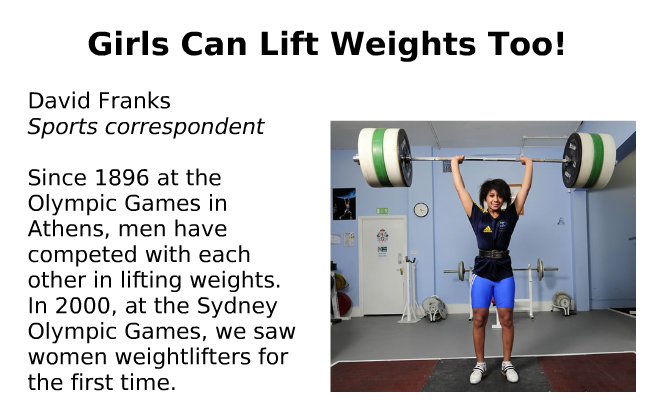 Girls Can Lift Weights Too!
David Franks
Sports correspondent
Since 1896 at the
Olympic Games in
Athens, men have
competed with each
other in lifting weights.
In 2000, at the Sydney
Olympic Games, we saw
women weightlifters for
the first time.